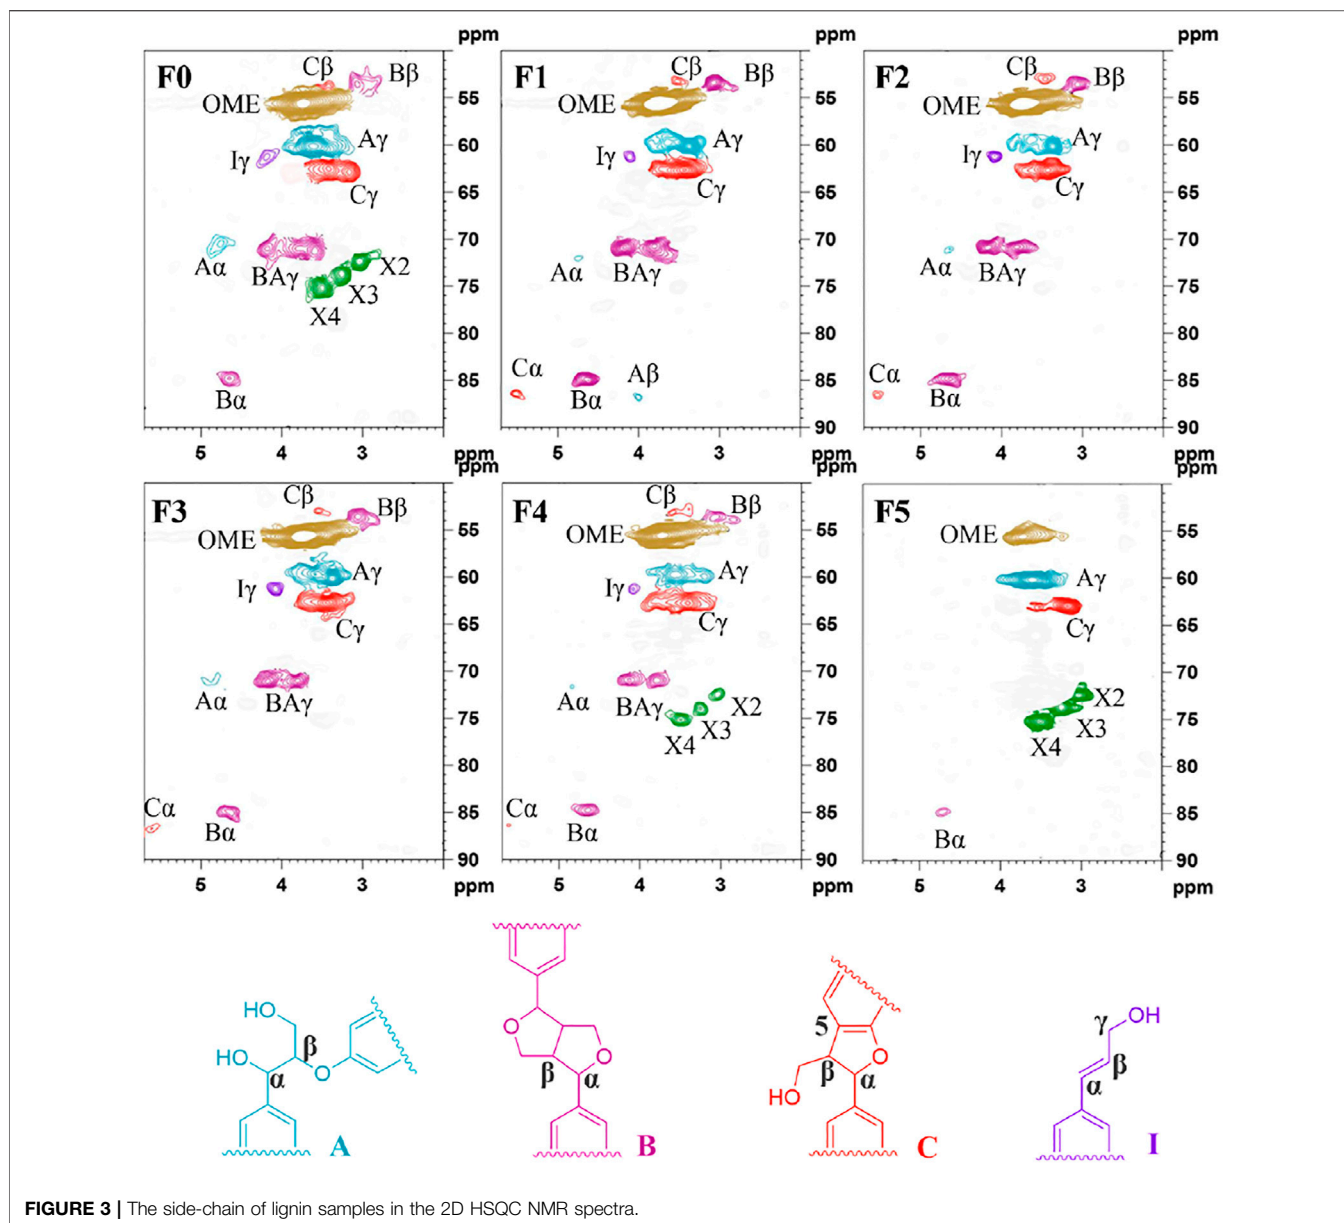 ppm ppm ppm
F0 Cβ Bβ 55
OME
Aγ 60
Iγ
Cγ 65
70
Aα BAγ X2
X3 75
X4
80
85
Bα
90
5 4 3 ppm
F1 Cβ Bβ 55
OME
Aγ 60
Iγ
Cγ 65
70
Aα BAγ
75
80
Cα Aβ 85
Bα
90
5 4 3 ppm
F2 Cβ Bβ 55
OME
Aγ 60
Iγ
Cγ 65
70
Aα BAγ
75
80
Cα 85
Bα
90
5 4 3 ppm
ppm ppm ppm
F3 Cβ Bβ
OME 55
Aγ 60
Iγ
Cγ 65
70
Aα BAγ
75
80
Cα 85
Bα
90
5 4 3 ppm
F4 Cβ Bβ
OME 55
Aγ 60
Iγ
Cγ 65
70
Aα BAγ X2
X3 75
X4
80
Cα 85
Bα
90
5 4 3 ppm
F5
OME 55
Aγ 60
Cγ 65
70
X2
X3 75
X4
80
85
Bα
90
5 4 3 ppm
HO
HO β
α O
A
O
O
β α
B
5
O
β α
HO
C
γ OH
β
α
I
FIGURE 3 | The side-chain of lignin samples in the 2D HSQC NMR spectra.